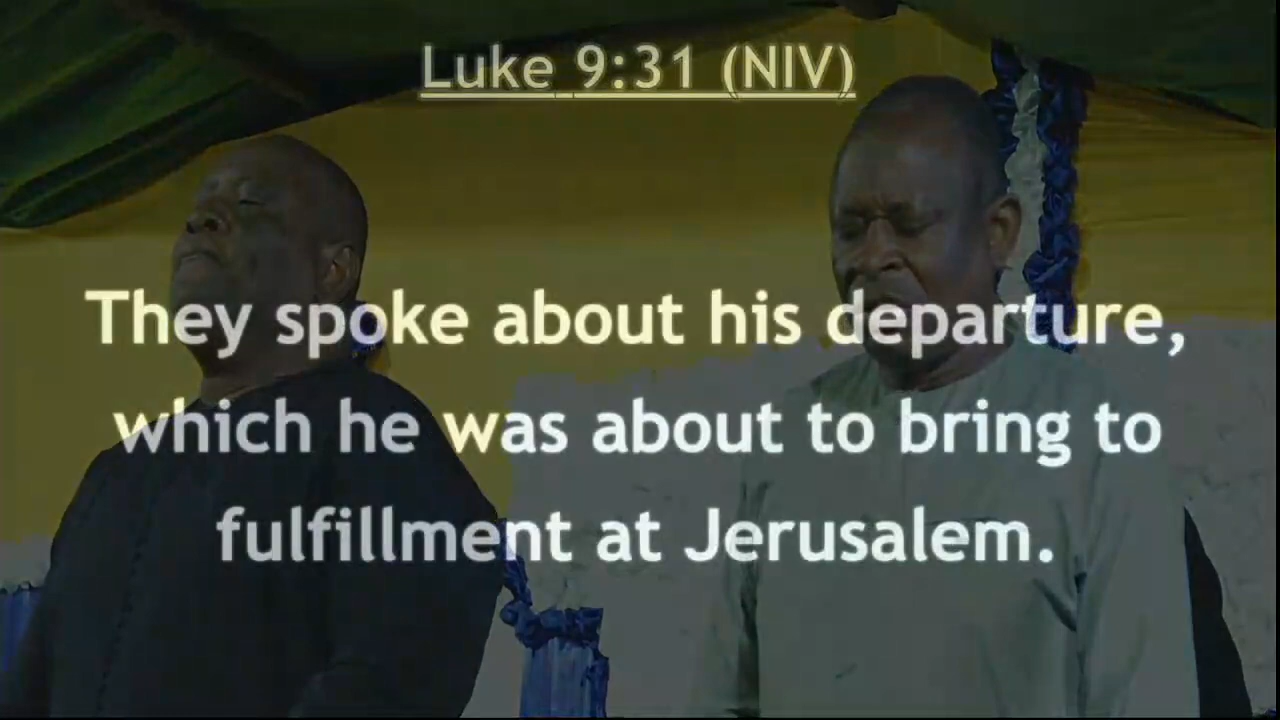 Luke 9:31 (NIV)
They spoke about his departure,
which he was about to bring to
fulfillment at Jerusalem.